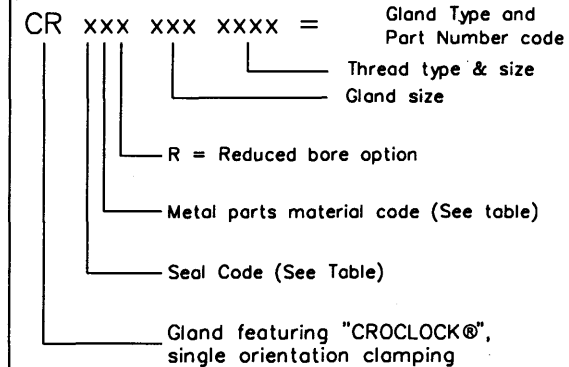 CR xxx xxx xxxx = Gland Type and
Part Number code
Thread type & size
Gland size
R = Reduced bore option
Metal parts material code (See table)
Seal Code (See Table)
Gland featuring "CROCLOCK®",
single orientation clamping